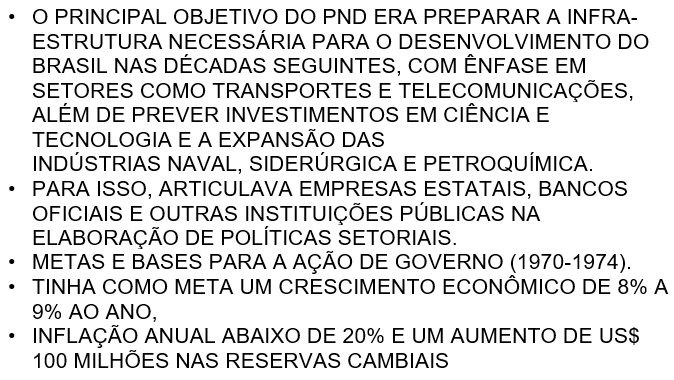 • O PRINCIPAL OBJETIVO DO PND ERA PREPARAR A INFRA-
ESTRUTURA NECESSÁRIA PARA O DESENVOLVIMENTO DO
BRASIL NAS DÉCADAS SEGUINTES, COM ÊNFASE EM
SETORES COMO TRANSPORTES E TELECOMUNICAÇÕES,
ALÉM DE PREVER INVESTIMENTOS EM CIÊNCIA E
TECNOLOGIA E A EXPANSÃO DAS
INDÚSTRIAS NAVAL, SIDERÚRGICA E PETROQUÍMICA.
• PARA ISSO, ARTICULAVA EMPRESAS ESTATAIS, BANCOS
OFICIAIS E OUTRAS INSTITUIÇÕES PÚBLICAS NA
ELABORAÇÃO DE POLÍTICAS SETORIAIS.
• METAS E BASES PARA A AÇÃO DE GOVERNO (1970-1974).
• TINHA COMO META UM CRESCIMENTO ECONÔMICO DE 8% A
9% AO ANO,
• INFLAÇÃO ANUAL ABAIXO DE 20% E UM AUMENTO DE US$
100 MILHÕES NAS RESERVAS CAMBIAIS